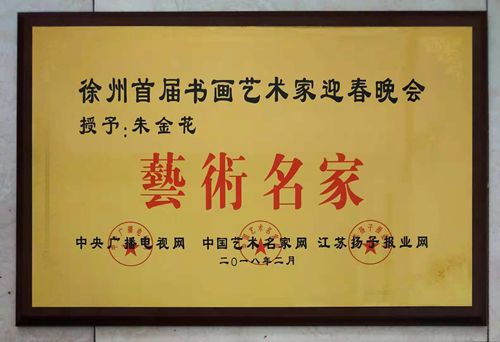 徐州首届书画艺术家迎春晚会
授予：朱金花
藝術名家
中央广播电视网 中国艺术名家网 江苏扬子报业网
二〇一八年二月